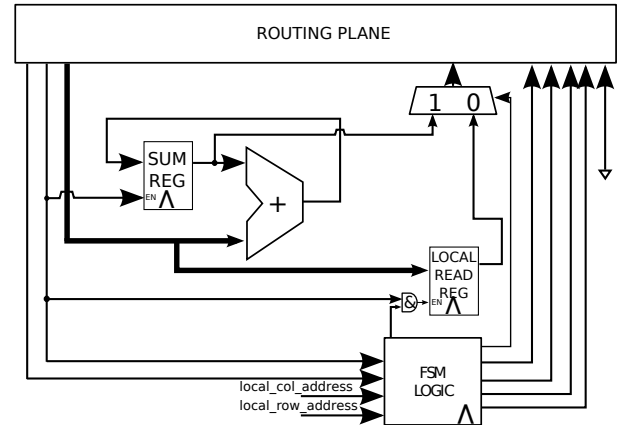 ROUTING PLANE
1 0
SUM
REG
EN
+
LOCAL
READ
REG
&
EN
FSM
LOGIC
local_col_address
local_row_address